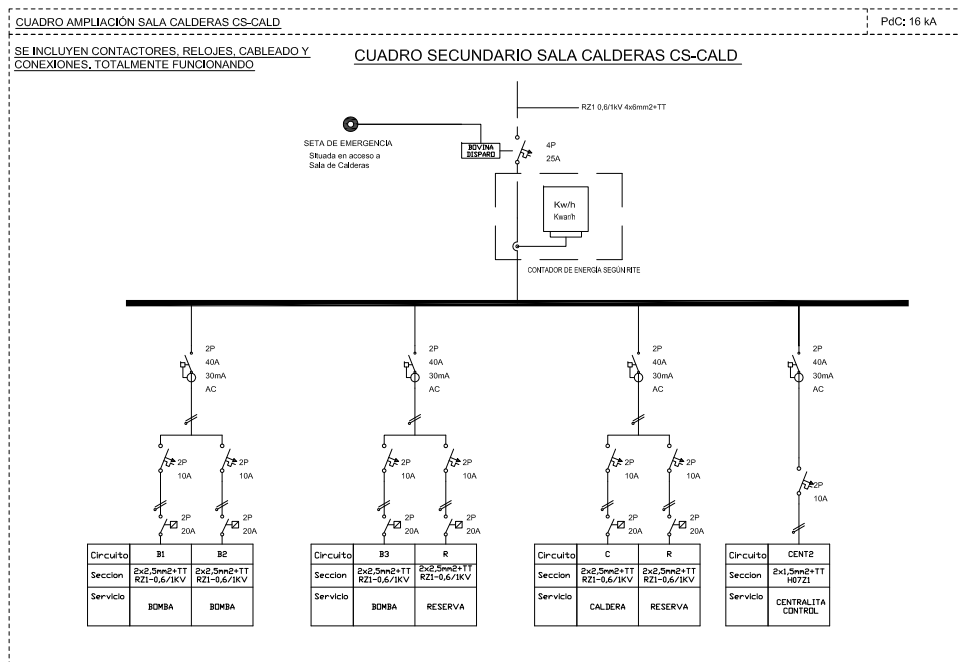 CUADRO AMPLIACIÓN SALA CALDERAS CS-CALD
PdC: 16 kA
SE INCLUYEN CONTACTORES, RELOJES, CABLEADO Y
CONEXIONES. TOTALMENTE FUNCIONANDO
CUADRO SECUNDARIO SALA CALDERAS CS-CALD
RZ1 0,6/1kV 4x6mm2+TT
SETA DE EMERGENCIA
Situada en acceso a
Sala de Calderas
BOVINA
DISPARO
4P
25A
Kw/h
Kwar/h
CONTADOR DE ENERGÍA SEGÚN RITE
2P
40A
30mA
AC
2P
40A
30mA
AC
2P
40A
30mA
AC
2P
40A
30mA
AC
2P
10A
2P
10A
2P
10A
2P
10A
2P
10A
2P
10A
2P
10A
2P
20A
2P
20A
2P
20A
2P
20A
2P
20A
2P
20A
Circuito B1 B2
Seccion 2x2,5mm2+TT 2x2,5mm2+TT
RZ1-0,6/1KV RZ1-0,6/1KV
Servicio BOMBA BOMBA
Circuito B3 R
Seccion 2x2,5mm2+TT 2x2,5mm2+TT
RZ1-0,6/1KV RZ1-0,6/1KV
Servicio BOMBA RESERVA
Circuito C R
Seccion 2x2,5mm2+TT 2x2,5mm2+TT
RZ1-0,6/1KV RZ1-0,6/1KV
Servicio CALDERA RESERVA
Circuito CENT2
Seccion 2x1,5mm2+TT
H07Z1
Servicio CENTRALITA
CONTROL